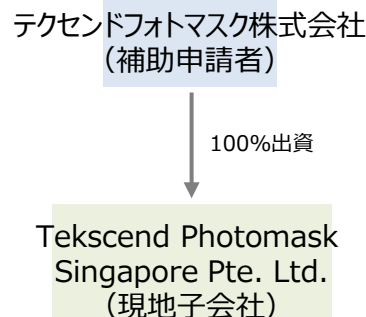 テクセンドフォトマスク株式会社
（補助申請者）
100%出資
Tekscend Photomask
Singapore Pte. Ltd.
（現地子会社）